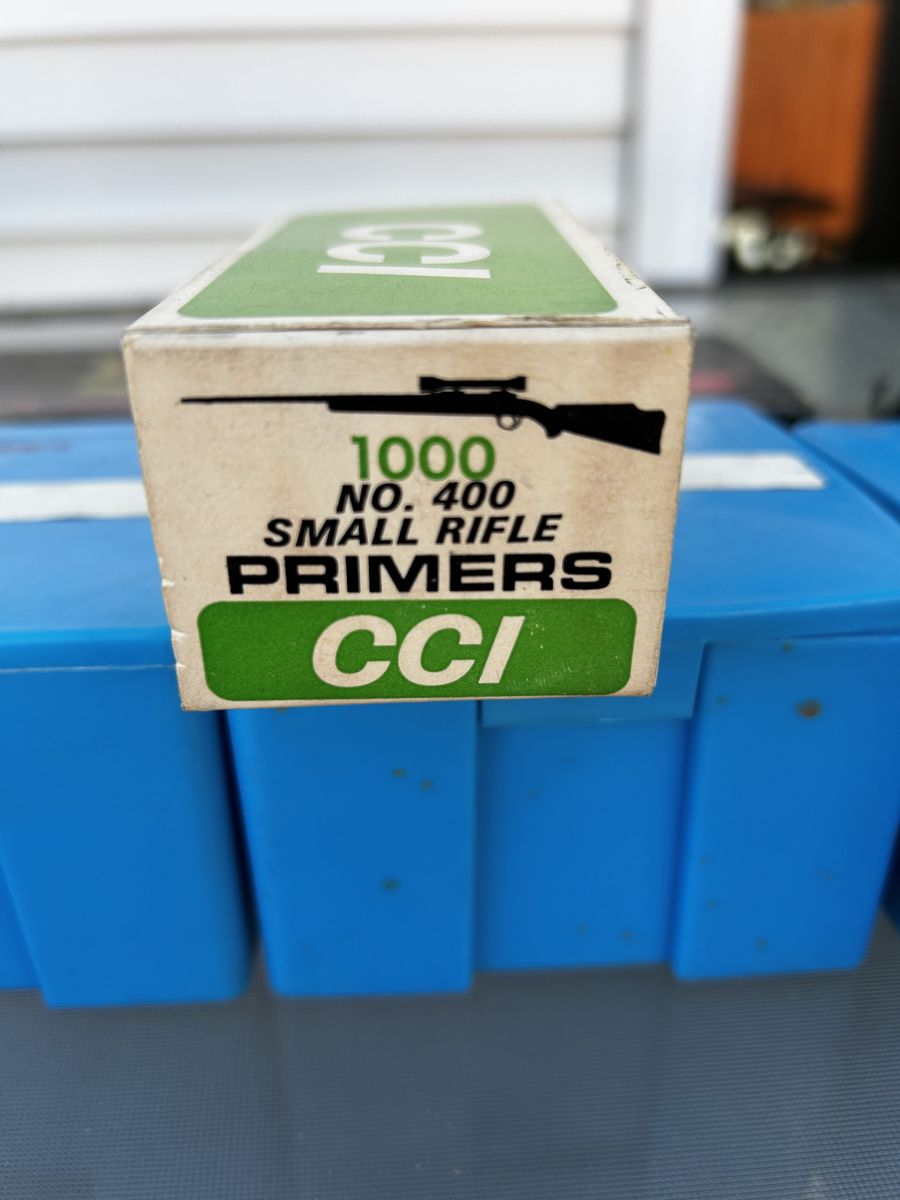 CCI
1000
NO. 400
SMALL RIFLE
PRIMERS
CCI